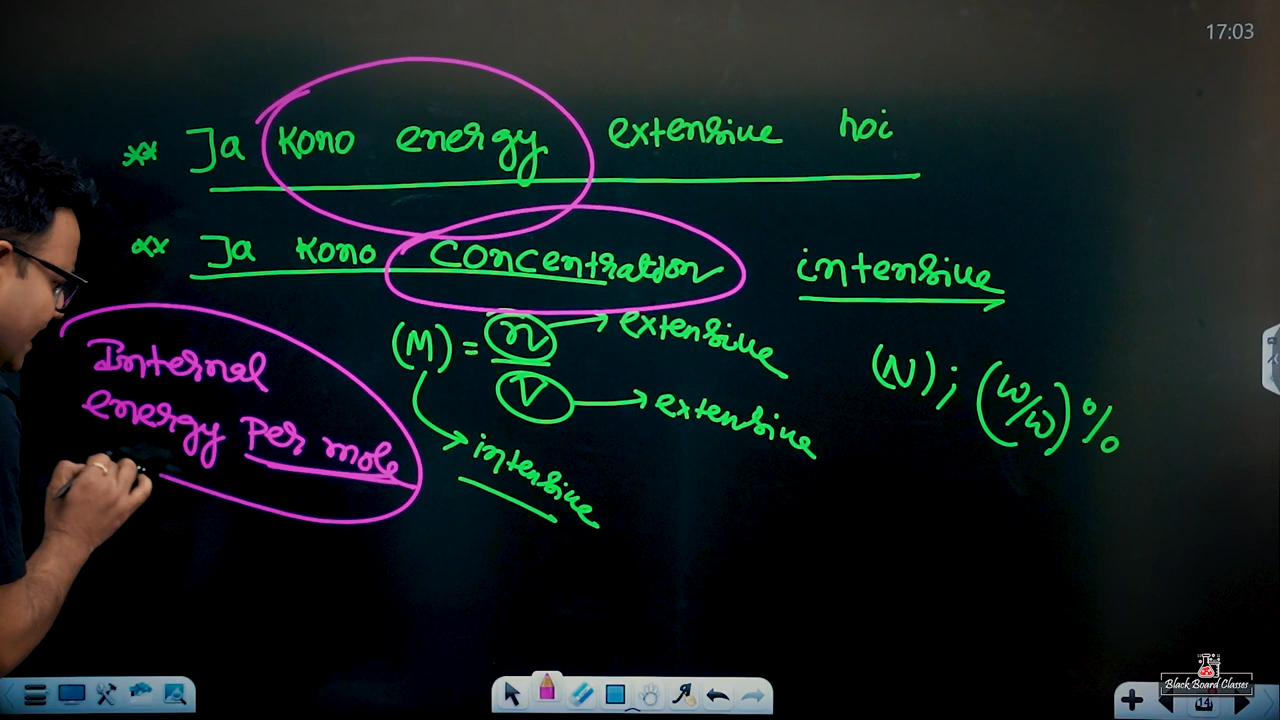 17:03
** Ja Kono energy extensive hoi
** Ja Kono Concentration intensive
(M) = n/V
n → extensive
V → extensive
intensive
(N); (W/W)%
Internal
energy Per mole
14
Black Board Classes